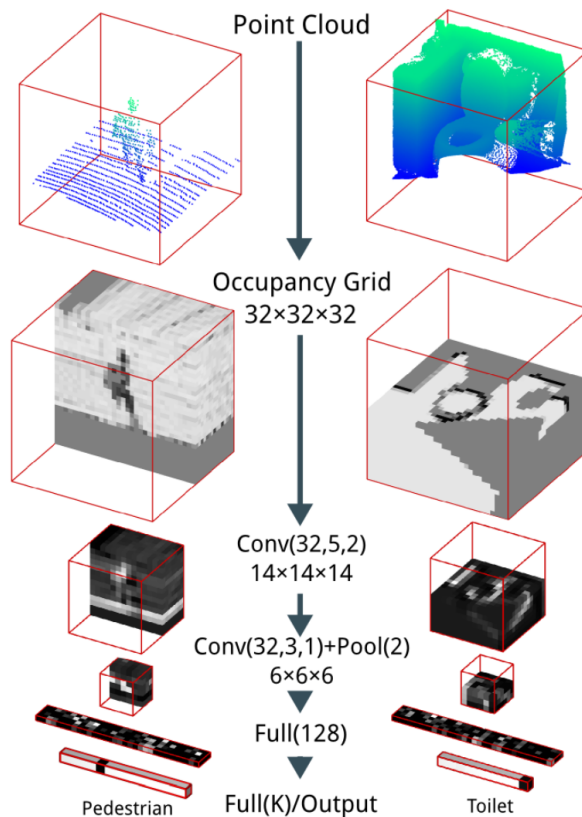 Point Cloud
Occupancy Grid
32×32×32
Conv(32,5,2)
14×14×14
Conv(32,3,1)+Pool(2)
6×6×6
Full(128)
Pedestrian
Full(K)/Output
Toilet